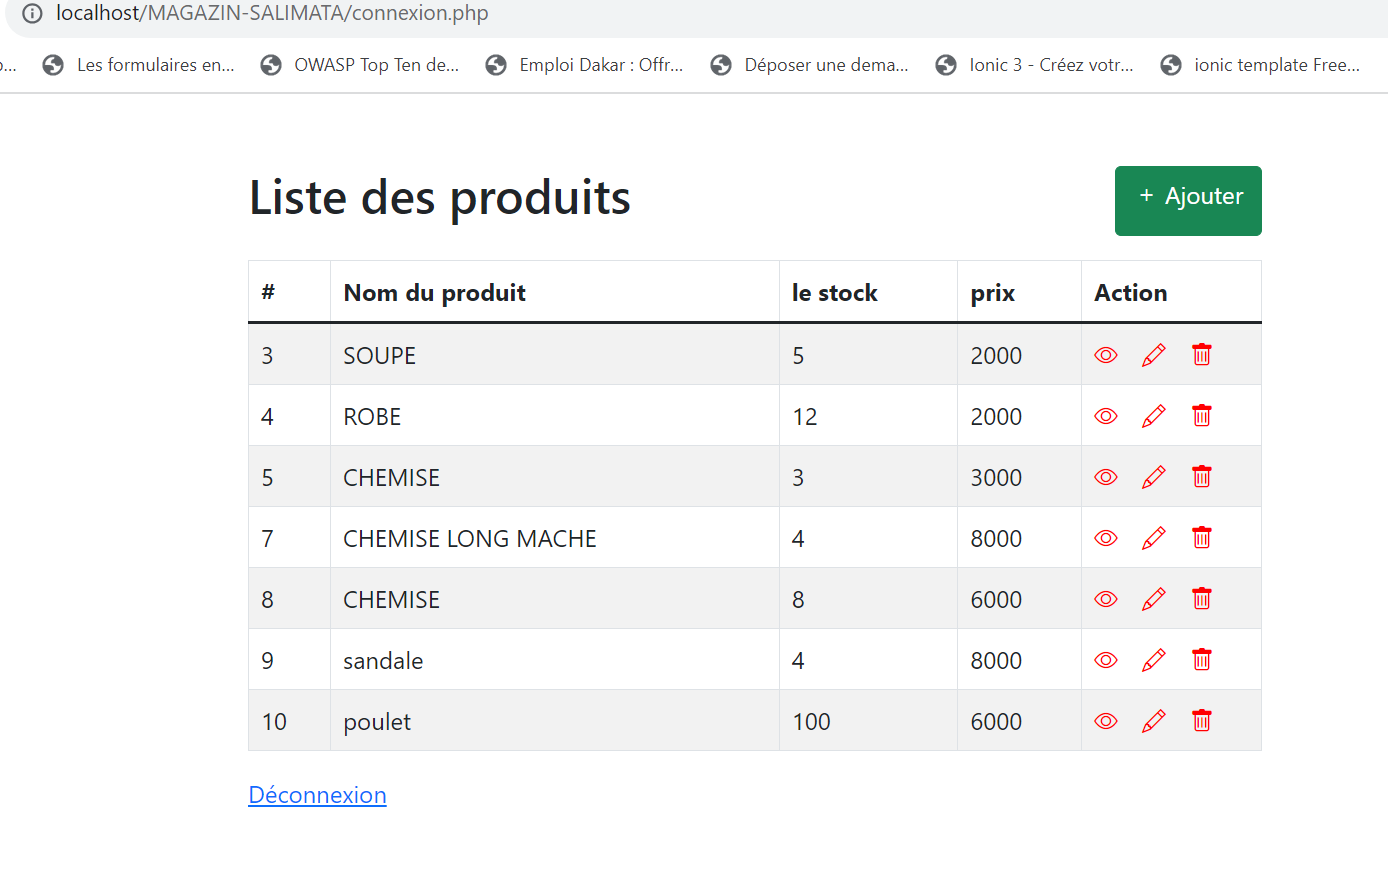 localhost/MAGAZIN-SALIMATA/connexion.php
Les formulaires en... OWASP Top Ten de... Emploi Dakar : Offr... Déposer une dema... Ionic 3 - Créez votr... ionic template Free...
Liste des produits
+ Ajouter
# Nom du produit le stock prix Action
3 SOUPE 5 2000
4 ROBE 12 2000
5 CHEMISE 3 3000
7 CHEMISE LONG MACHE 4 8000
8 CHEMISE 8 6000
9 sandale 4 8000
10 poulet 100 6000
Déconnexion